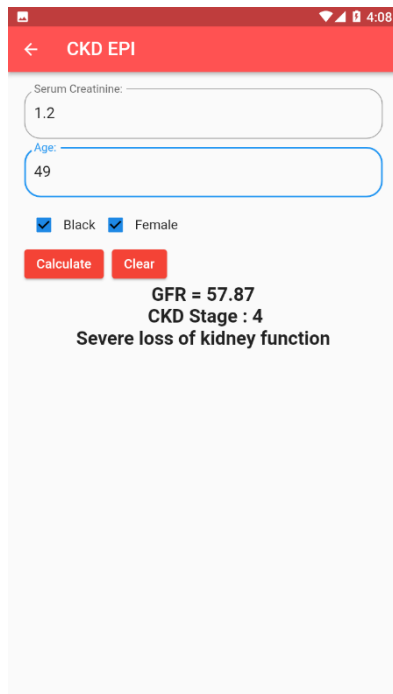 4:08
CKD EPI
Serum Creatinine:
1.2
Age:
49
Black Female
Calculate Clear
GFR = 57.87
CKD Stage : 4
Severe loss of kidney function